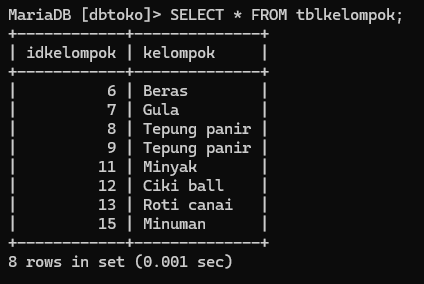 MariaDB [dbtoko]> SELECT * FROM tblkelompok;
+------------+--------------+
| idkelompok | kelompok     |
+------------+--------------+
|          6 | Beras        |
|          7 | Gula         |
|          8 | Tepung panir |
|          9 | Tepung panir |
|         11 | Minyak       |
|         12 | Ciki ball    |
|         13 | Roti canai   |
|         15 | Minuman      |
+------------+--------------+
8 rows in set (0.001 sec)